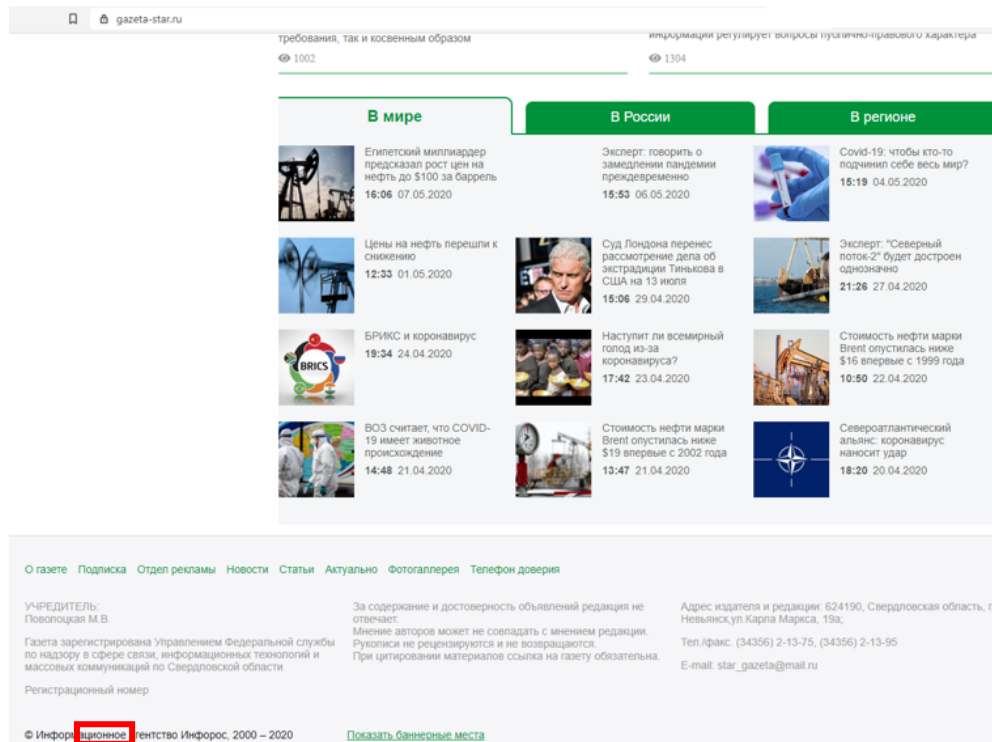 gazeta-star.ru
требования, так и косвенным образом
информации регулирует вопросы публично-правового характера
1002
1304
В мире
В России
В регионе
Египетский миллиардер
предсказал рост цен на
нефть до $100 за баррель
16:06 07.05.2020
Эксперт: говорить о
замедлении пандемии
преждевременно
15:53 06.05.2020
Covid-19: чтобы кто-то
подчинил себе весь мир?
15:19 04.05.2020
Цены на нефть перешли к
снижению
12:33 01.05.2020
Суд Лондона перенес
рассмотрение дела об
экстрадиции Тинькова в
США на 13 июля
15:06 29.04.2020
Эксперт: "Северный
поток-2" будет достроен
однозначно
21:26 27.04.2020
БРИКС и коронавирус
19:34 24.04.2020
BRICS
Наступит ли всемирный
голод из-за
коронавируса?
17:42 23.04.2020
Стоимость нефти марки
Brent опустилась ниже
$16 впервые с 1999 года
10:50 22.04.2020
ВОЗ считает, что COVID-
19 имеет животное
происхождение
14:48 21.04.2020
Стоимость нефти марки
Brent опустилась ниже
$19 впервые с 2002 года
13:47 21.04.2020
Североатлантический
альянс: коронавирус
наносит удар
18:20 20.04.2020
О газете Подписка Отдел рекламы Новости Статьи Актуально Фотогаллерея Телефон доверия
УЧРЕДИТЕЛЬ:
Поволоцкая М.В.
Газета зарегистрирована Управлением Федеральной службы
по надзору в сфере связи, информационных технологий и
массовых коммуникаций по Свердловской области
Регистрационный номер
За содержание и достоверность объявлений редакция не
отвечает.
Мнение авторов может не совпадать с мнением редакции.
Рукописи не рецензируются и не возвращаются.
При цитировании материалов ссылка на газету обязательна.
Адрес издателя и редакции: 624190, Свердловская область, г
Невьянск,ул.Карла Маркса, 19а;
Тел./факс. (34356) 2-13-75, (34356) 2-13-95
E-mail: star_gazeta@mail.ru
© Информационное гентство Инфорос, 2000 – 2020
Показать баннерные места